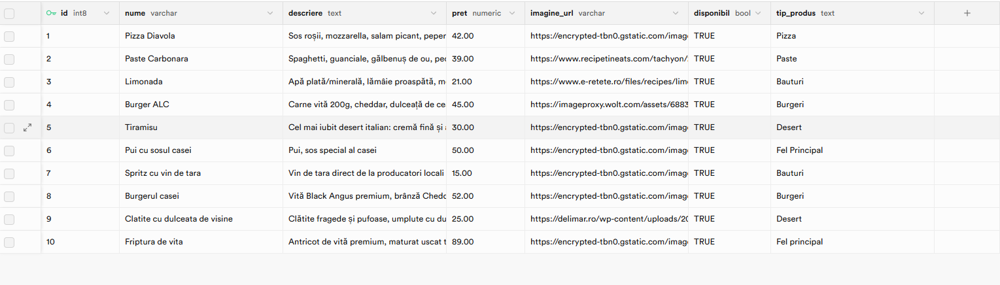 id int8 nume varchar descriere text pret numeric imagine_url varchar disponibil bool tip_produs text +
1 Pizza Diavola Sos roșii, mozzarella, salam picant, peper 42.00 https://encrypted-tbn0.gstatic.com/image TRUE Pizza
2 Paste Carbonara Spaghetti, guanciale, gălbenuș de ou, pec 39.00 https://www.recipetineats.com/tachyon/ TRUE Paste
3 Limonada Apă plată/minerală, lămâie proaspătă, m 21.00 https://www.e-retete.ro/files/recipes/lim TRUE Bauturi
4 Burger ALC Carne vită 200g, cheddar, dulceață de ce 45.00 https://imageproxy.wolt.com/assets/6883 TRUE Burgeri
5 Tiramisu Cel mai iubit desert italian: cremă fină și 30.00 https://encrypted-tbn0.gstatic.com/image TRUE Desert
6 Pui cu sosul casei Pui, sos special al casei 50.00 https://encrypted-tbn0.gstatic.com/image TRUE Fel Principal
7 Spritz cu vin de tara Vin de tara direct de la producatori locali 15.00 https://encrypted-tbn0.gstatic.com/image TRUE Bauturi
8 Burgerul casei Vită Black Angus premium, brânză Chedd 52.00 https://encrypted-tbn0.gstatic.com/image TRUE Burgeri
9 Clatite cu dulceata de visine Clătite fragede și pufoase, umplute cu du 25.00 https://delimar.ro/wp-content/uploads/20 TRUE Desert
10 Friptura de vita Antricot de vită premium, maturat uscat t 89.00 https://encrypted-tbn0.gstatic.com/image TRUE Fel principal